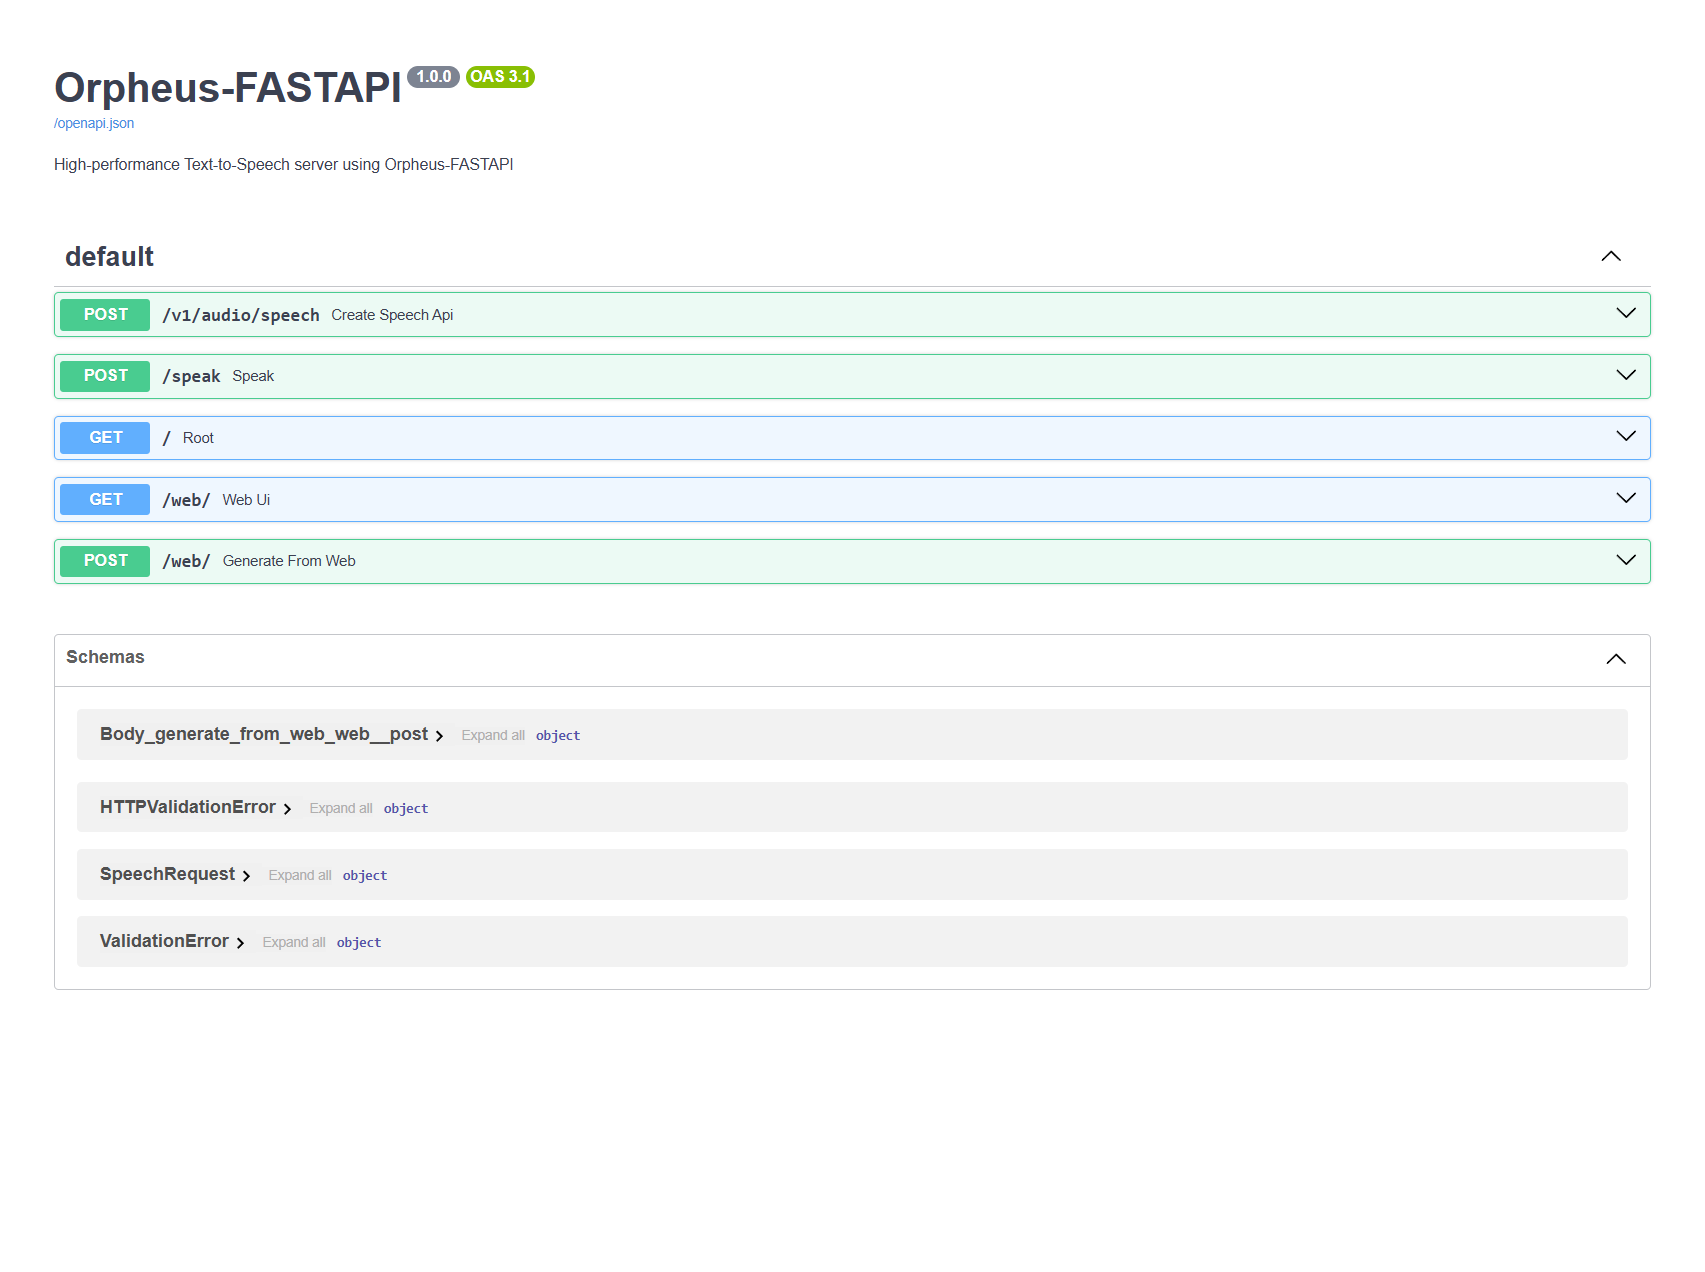 Orpheus-FASTAPI 1.0.0 OAS 3.1
/openapi.json
High-performance Text-to-Speech server using Orpheus-FASTAPI
default
POST /v1/audio/speech Create Speech Api
POST /speak Speak
GET / Root
GET /web/ Web Ui
POST /web/ Generate From Web
Schemas
Body_generate_from_web_web__post Expand all object
HTTPValidationError Expand all object
SpeechRequest Expand all object
ValidationError Expand all object